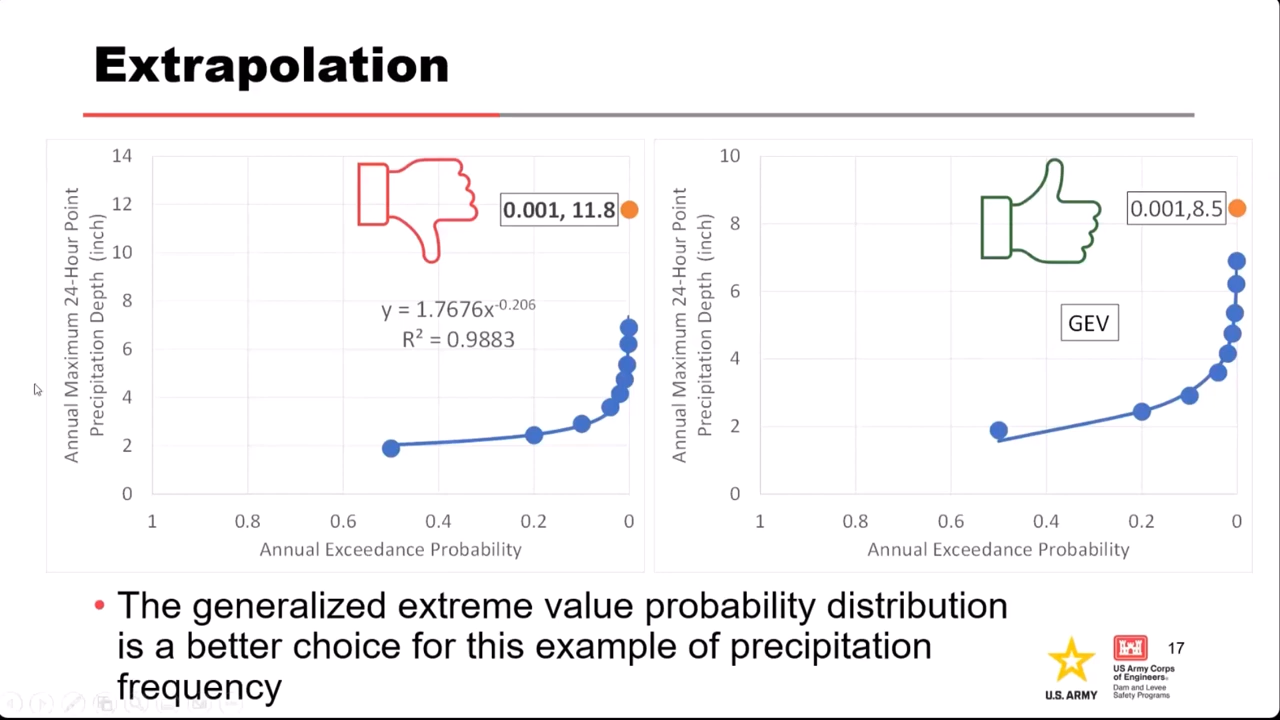 Extrapolation
Annual Maximum 24-Hour Point
Precipitation Depth (inch)
14
12
10
8
6
4
2
0
0.001, 11.8
y = 1.7676x^-0.206
R² = 0.9883
1
0.8
0.6
0.4
0.2
0
Annual Exceedance Probability
Annual Maximum 24-Hour Point
Precipitation Depth (inch)
10
8
6
4
2
0
0.001,8.5
GEV
1
0.8
0.6
0.4
0.2
0
Annual Exceedance Probability
• The generalized extreme value probability distribution
is a better choice for this example of precipitation
frequency
U.S. ARMY
US Army Corps
of Engineers®
Dam and Levee
Safety Programs
17